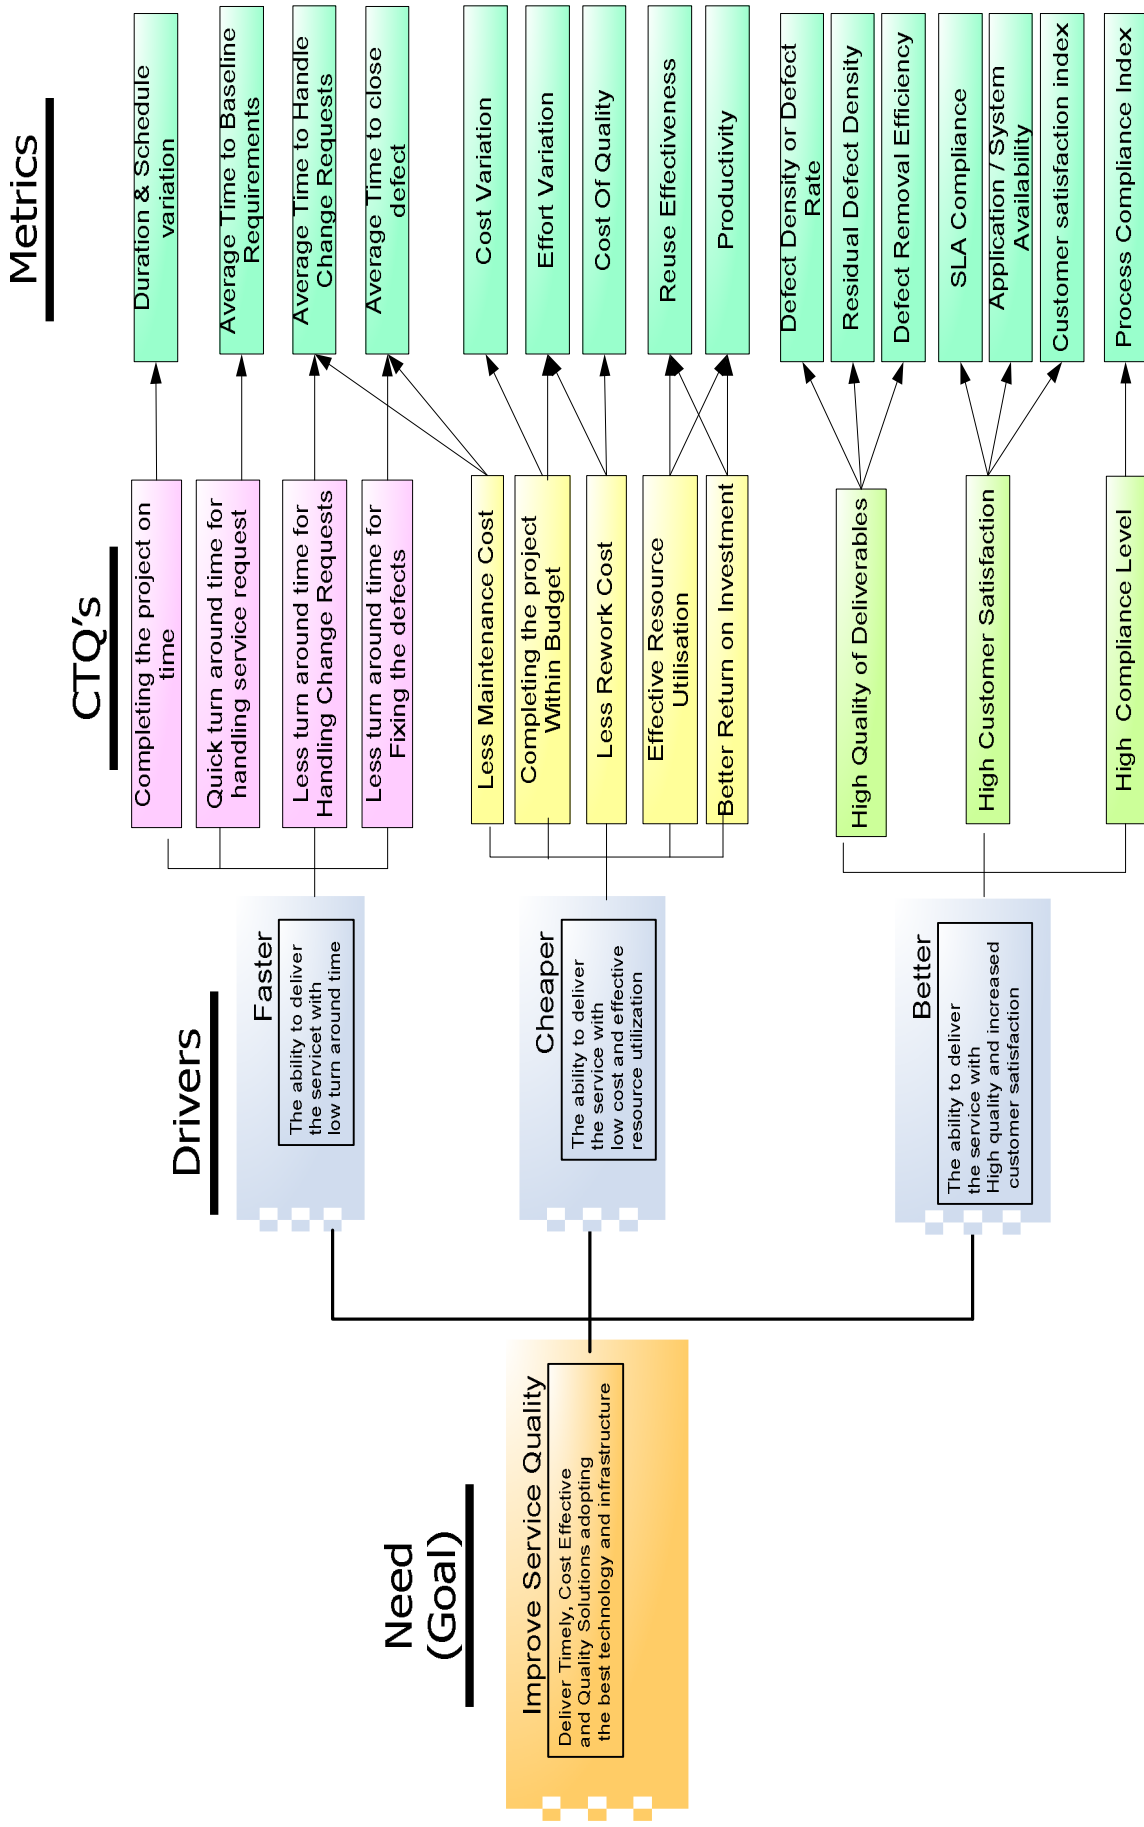 Need
(Goal)
Improve Service Quality
Deliver Timely, Cost Effective
and Quality Solutions adopting
the best technology and infrastructure
Drivers
Faster
The ability to deliver
the servicet with
low turn around time
Cheaper
The ability to deliver
the service with
low cost and effective
resource utilization
Better
The ability to deliver
the service with
High quality and increased
customer satisfaction
CTQ's
Completing the project on
time
Quick turn around time for
handling service request
Less turn around time for
Handling Change Requests
Less turn around time for
Fixing the defects
Less Maintenance Cost
Completing the project
Within Budget
Less Rework Cost
Effective Resource
Utilisation
Better Return on Investment
High Quality of Deliverables
High Customer Satisfaction
High Compliance Level
Metrics
Duration & Schedule
variation
Average Time to Baseline
Requirements
Average Time to Handle
Change Requests
Average Time to close
defect
Cost Variation
Effort Variation
Cost Of Quality
Reuse Effectiveness
Productivity
Defect Density or Defect
Rate
Residual Defect Density
Defect Removal Efficiency
SLA Compliance
Application / System
Availability
Customer satisfaction index
Process Compliance Index